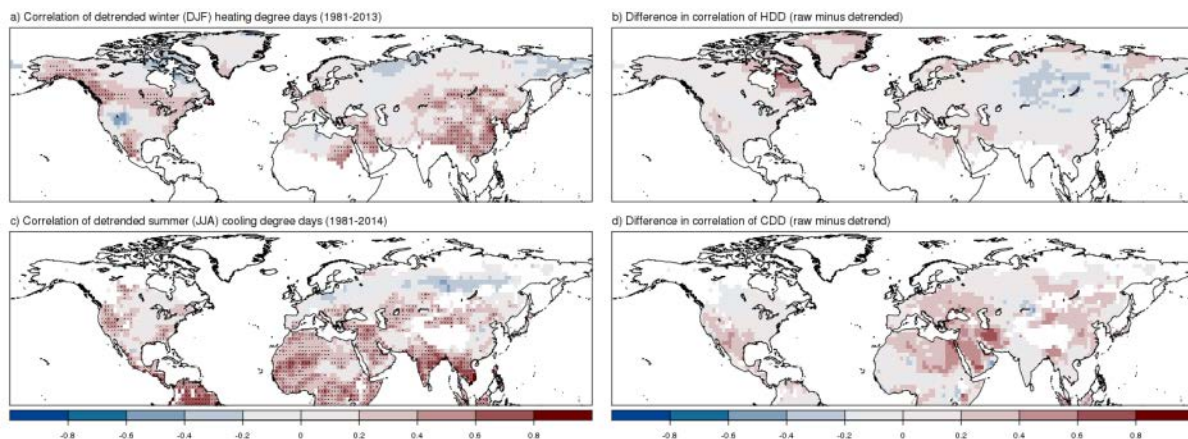 a) Correlation of detrended winter (DJF) heating degree days (1981-2013)
b) Difference in correlation of HDD (raw minus detrended)
c) Correlation of detrended summer (JJA) cooling degree days (1981-2014)
d) Difference in correlation of CDD (raw minus detrend)
-0.8 -0.6 -0.4 -0.2 0 0.2 0.4 0.6 0.8
-0.8 -0.6 -0.4 -0.2 0 0.2 0.4 0.6 0.8